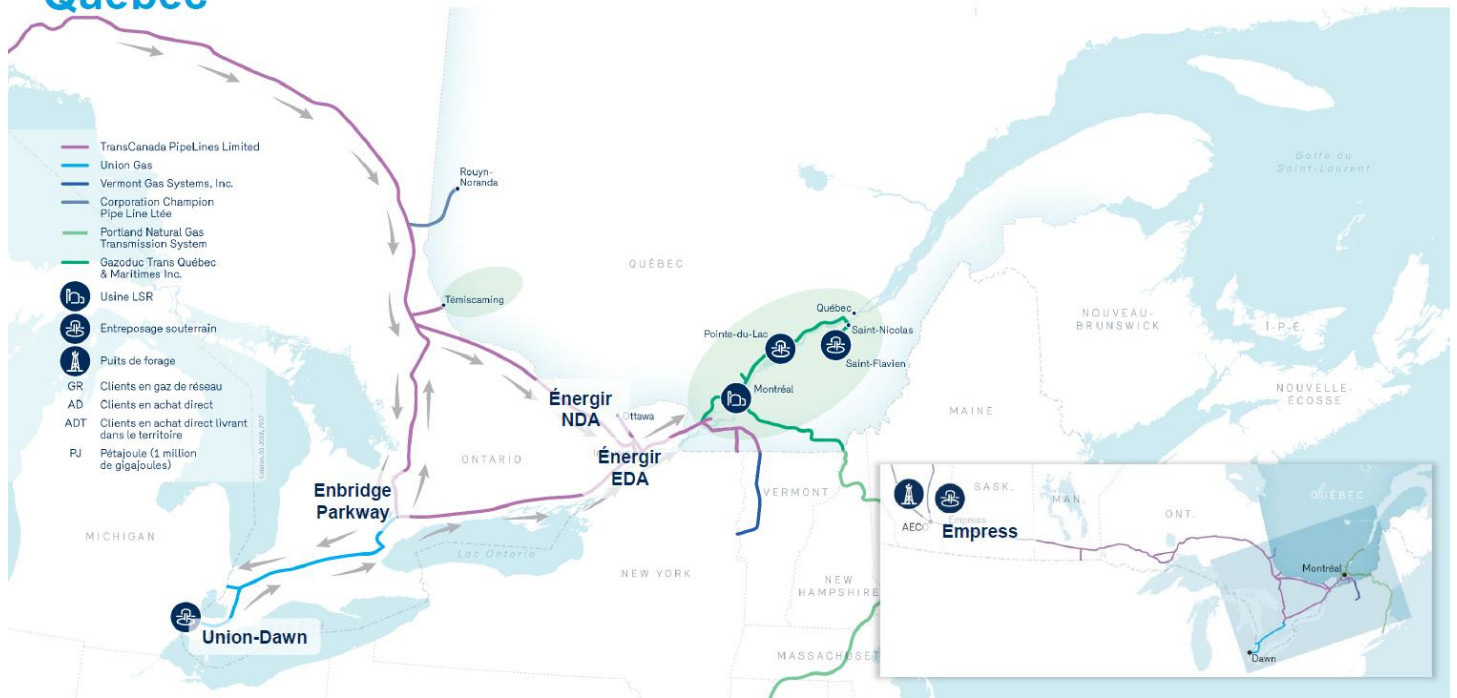 Québec
TransCanada PipeLines Limited
Union Gas
Vermont Gas Systems, Inc.
Corporation Champion
Pipe Line Ltée
Portland Natural Gas
Transmission System
Gazoduc Trans Québec
& Maritimes Inc.
Usine LSR
Entreposage souterrain
Puits de forage
GR Clients en gaz de réseau
AD Clients en achat direct
ADT Clients en achat direct livrant
dans le territoire
PJ Pétajoule (1 million
de gigajoules)
Rouyn-
Noranda
Golfe du
Saint-Laurent
QUÉBEC
Témiscaming
Québec
Saint-Nicolas
Pointe-du-Lac
Saint-Flavien
Montréal
NOUVEAU-
BRUNSWICK
Î.-P.-É.
NOUVELLE-
ÉCOSSE
MAINE
Énergir
NDA
Ottawa
Énergir
EDA
ONTARIO
Enbridge
Parkway
MICHIGAN
Lac Ontario
VERMONT
NEW YORK
NEW
HAMPSHIRE
MASSACHUSET
Union-Dawn
SASK.
MAN.
ONT.
QUÉBEC
AECO
Empress
Empress
Montréal
Dawn